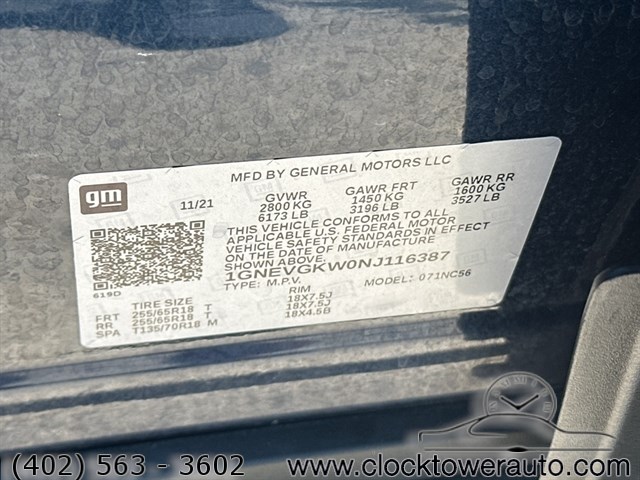 MFD BY GENERAL MOTORS LLC
gm
11/21 GVWR GAWR FRT GAWR RR
2800 KG 1450 KG 1600 KG
6173 LB 3196 LB 3527 LB
THIS VEHICLE CONFORMS TO ALL
APPLICABLE U.S. FEDERAL MOTOR
VEHICLE SAFETY STANDARDS IN EFFECT
ON THE DATE OF MANUFACTURE
SHOWN ABOVE.
1GNEVGKW0NJ116387
619D
TYPE: M.P.V. MODEL: 071NC56
TIRE SIZE RIM
FRT 255/65R18 T 18X7.5J
RR 255/65R18 T 18X7.5J
SPA T135/70R18 M 18X4.5B
(402) 563 - 3602 www.clocktowerauto.com